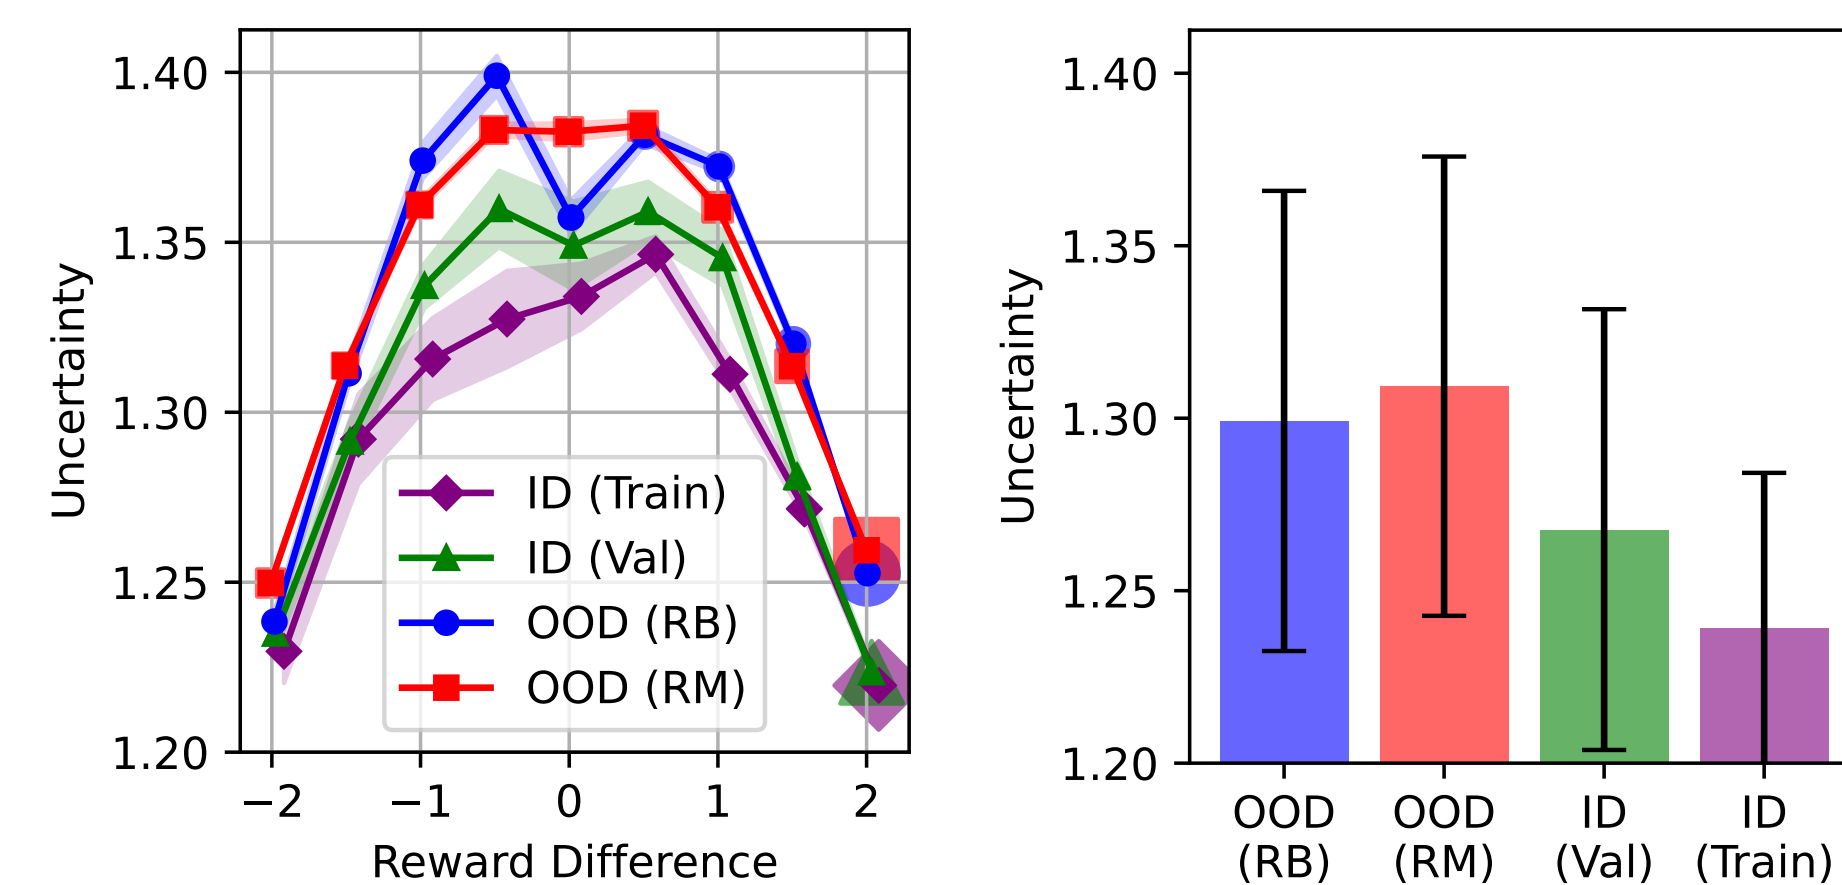 1.40
1.35
1.30
1.25
1.20
Uncertainty
−2 −1 0 1 2
Reward Difference
ID (Train)
ID (Val)
OOD (RB)
OOD (RM)
1.40
1.35
1.30
1.25
1.20
Uncertainty
OOD (RB)
OOD (RM)
ID (Val)
ID (Train)